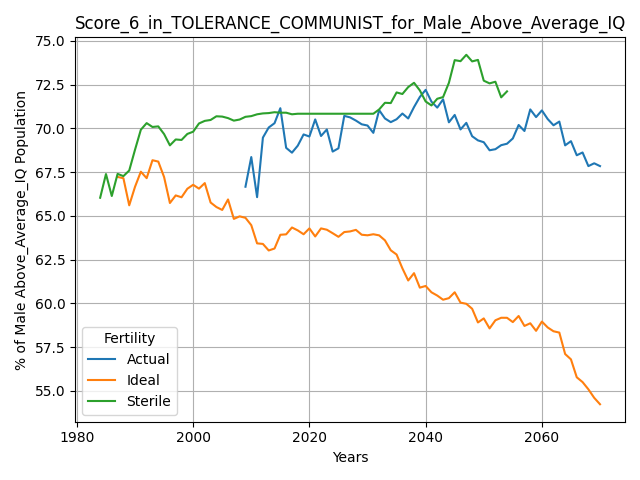 Score_6_in_TOLERANCE_COMMUNIST_for_Male_Above_Average_IQ
% of Male Above_Average_IQ Population
75.0
72.5
70.0
67.5
65.0
62.5
60.0
57.5
55.0
Fertility
Actual
Ideal
Sterile
1980
2000
2020
2040
2060
Years